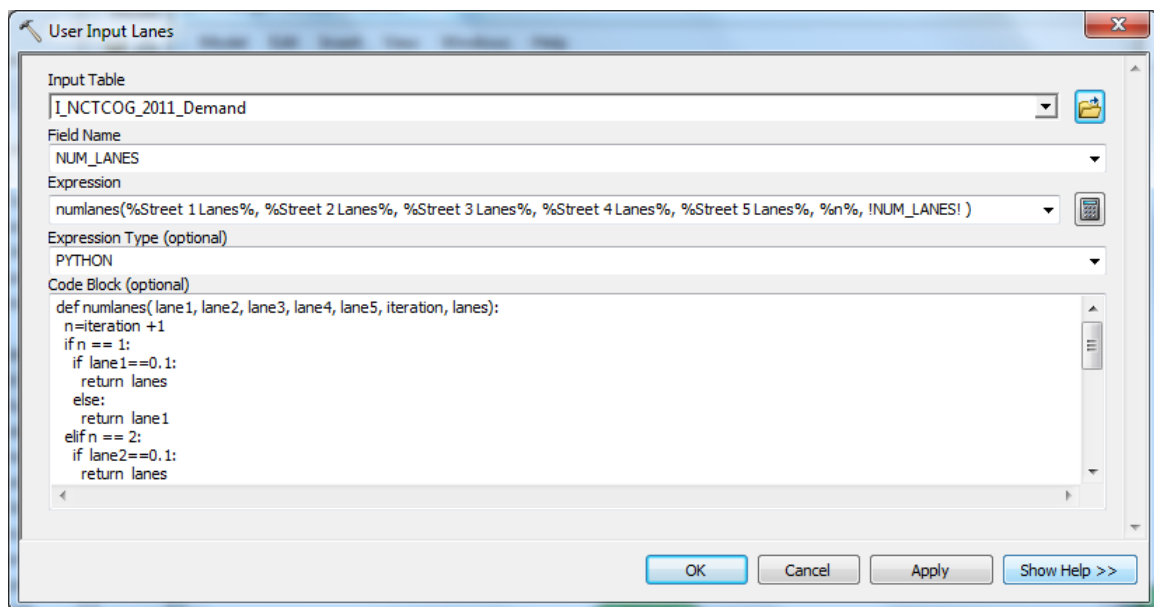 User Input Lanes
Input Table
I_NCTCOG_2011_Demand
Field Name
NUM_LANES
Expression
numlanes(%Street 1 Lanes%, %Street 2 Lanes%, %Street 3 Lanes%, %Street 4 Lanes%, %Street 5 Lanes%, %n%, !NUM_LANES! )
Expression Type (optional)
PYTHON
Code Block (optional)
def numlanes( lane1, lane2, lane3, lane4, lane5, iteration, lanes):
n=iteration +1
if n == 1:
if lane1==0.1:
return lanes
else:
return lane1
elif n == 2:
if lane2==0.1:
return lanes
OK Cancel Apply Show Help >>